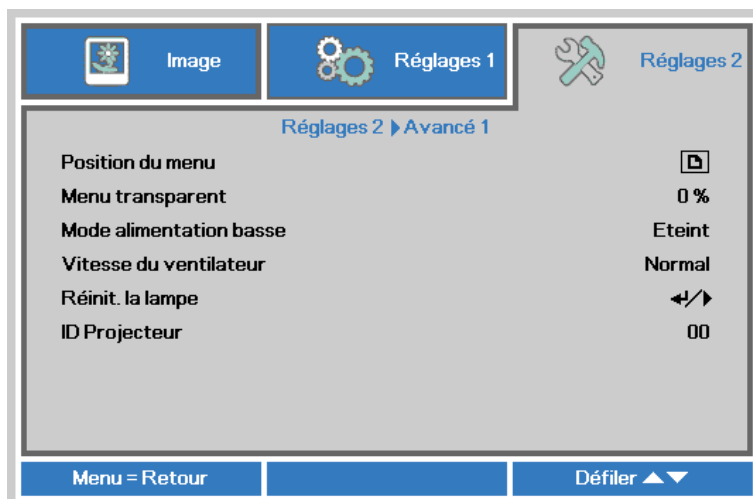 Image
Réglages 1
Réglages 2
Réglages 2 ▶ Avancé 1
Position du menu
Menu transparent 0 %
Mode alimentation basse Eteint
Vitesse du ventilateur Normal
Réinit. la lampe ↵/▶
ID Projecteur 00
Menu = Retour
Défiler ▲▼